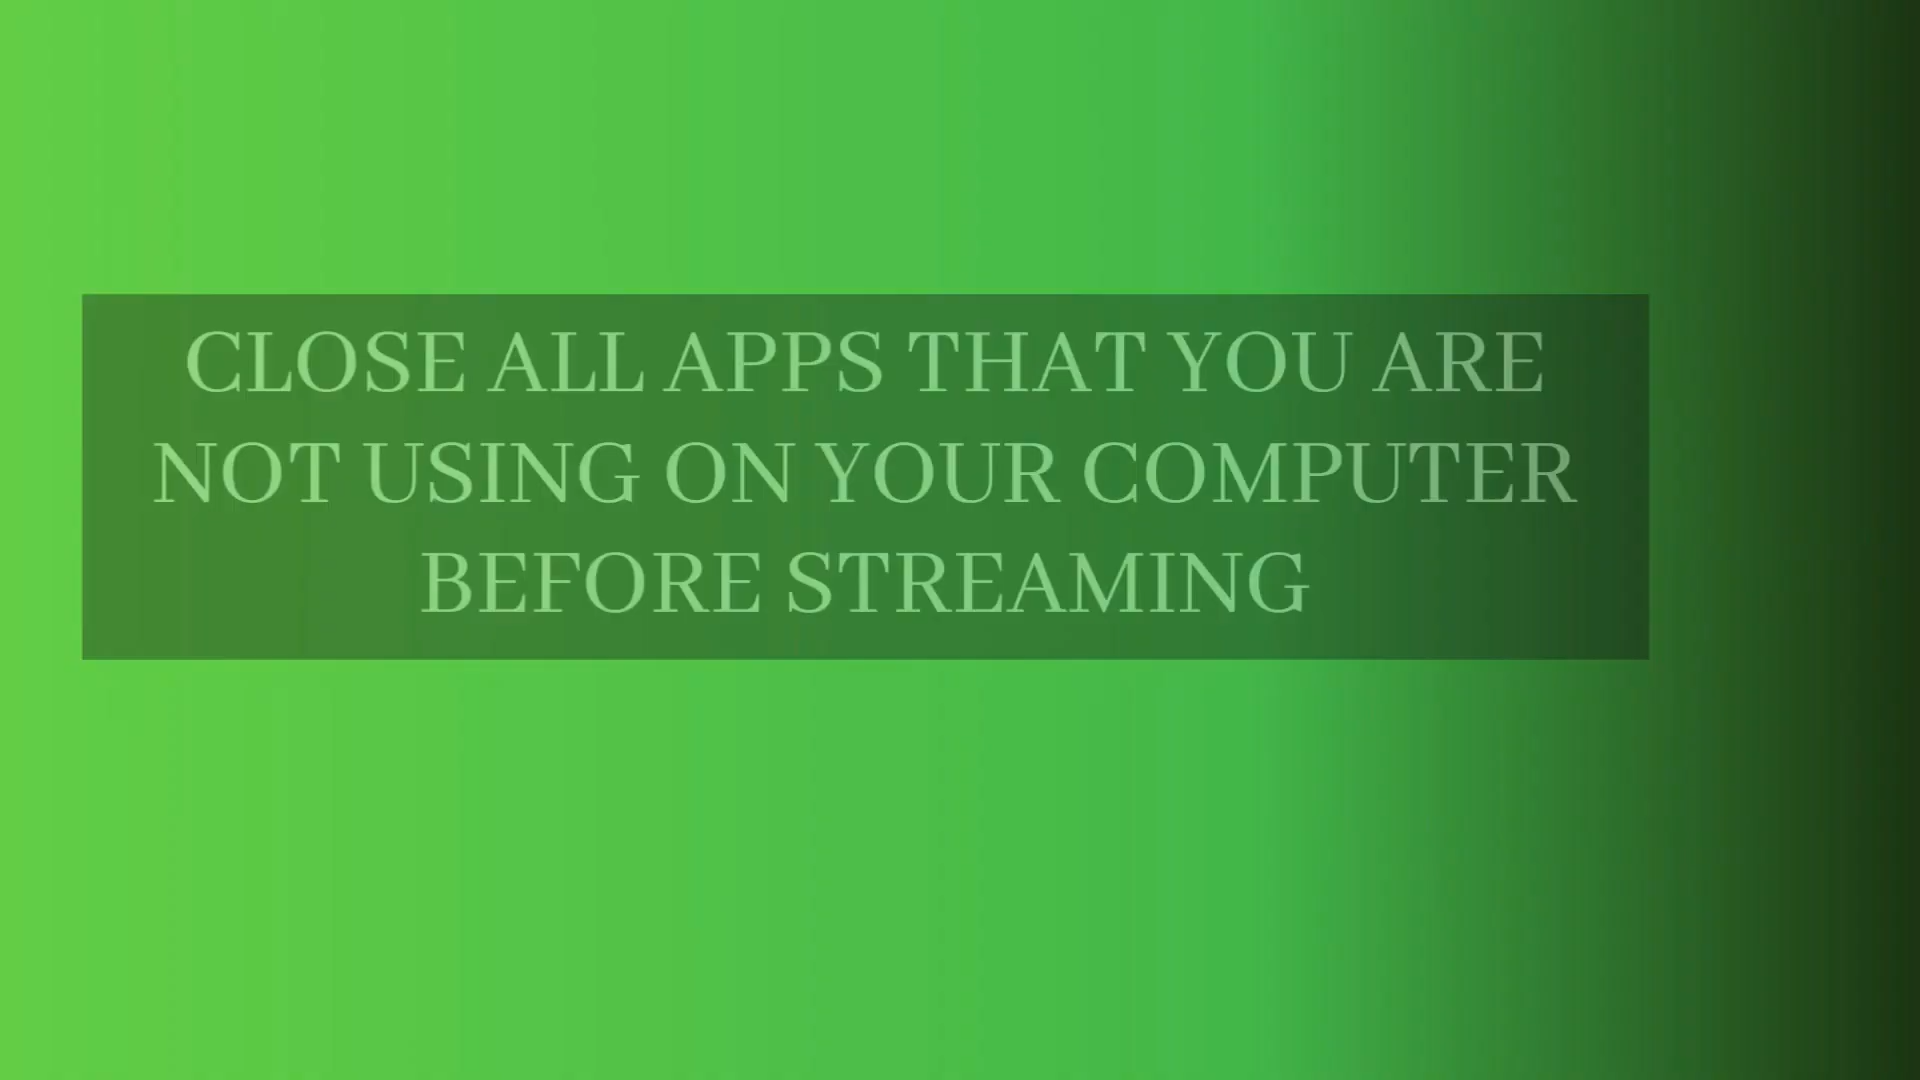 CLOSE ALL APPS THAT YOU ARE
NOT USING ON YOUR COMPUTER
BEFORE STREAMING